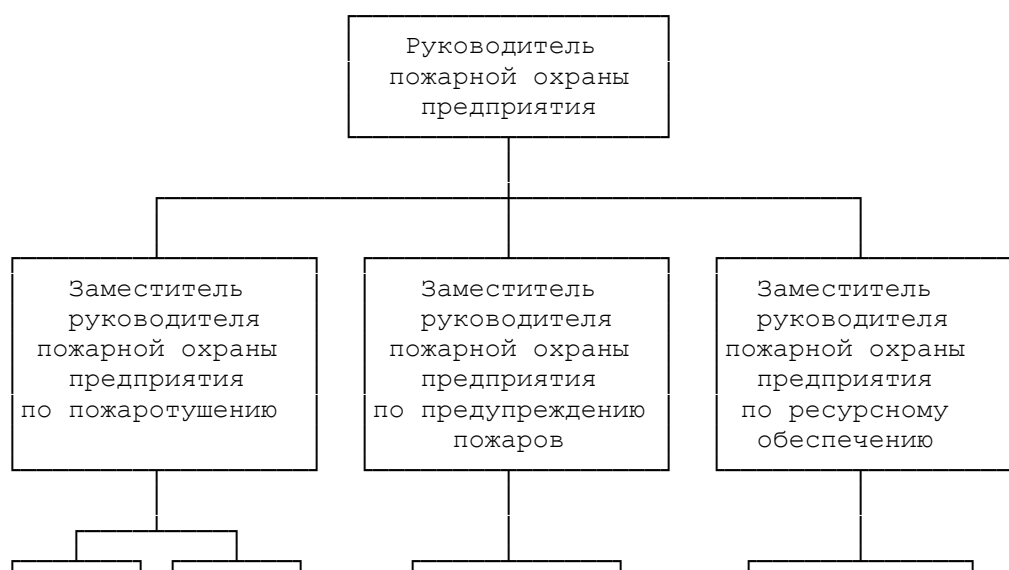 Руководитель
пожарной охраны
предприятия
Заместитель
руководителя
пожарной охраны
предприятия
по пожаротушению
Заместитель
руководителя
пожарной охраны
предприятия
по предупреждению
пожаров
Заместитель
руководителя
пожарной охраны
предприятия
по ресурсному
обеспечению